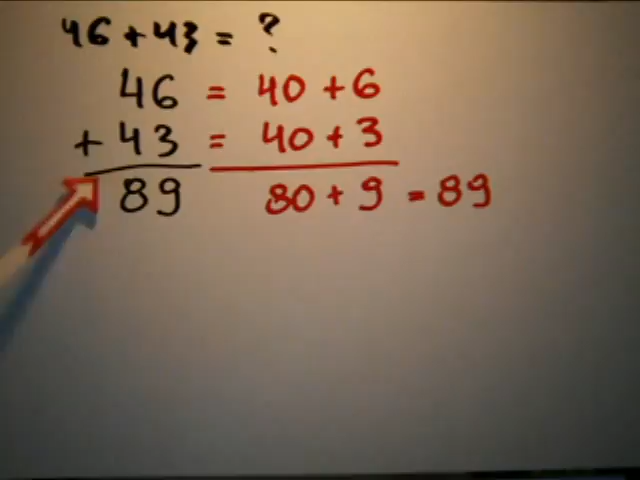 46 + 43 = ?
46 = 40 + 6
+ 43 = 40 + 3
89 80 + 9 = 89